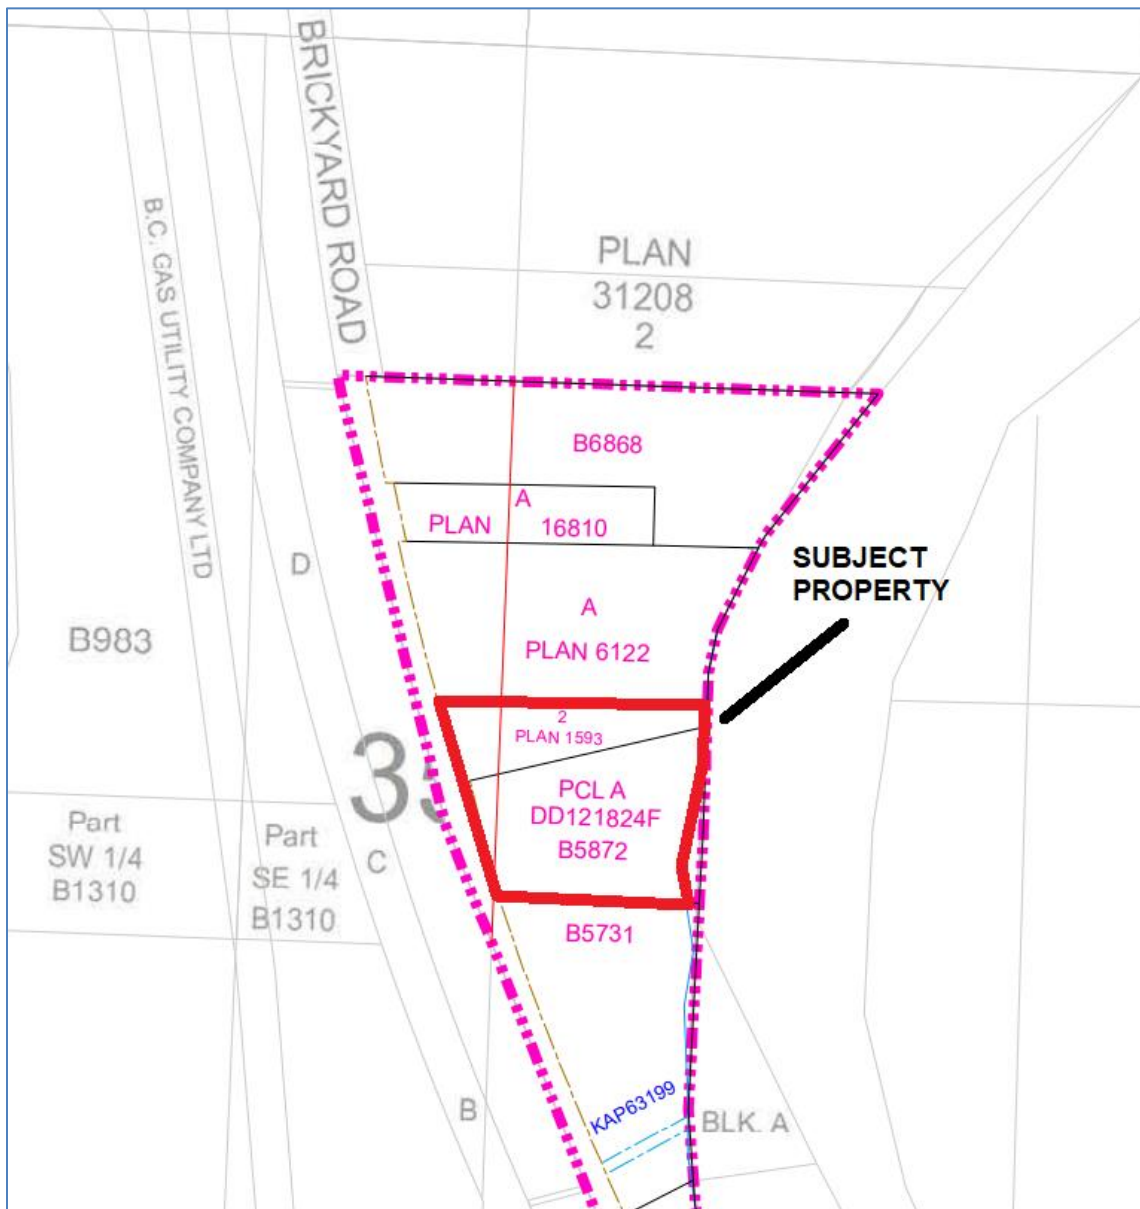 BRICKYARD ROAD
B.C. GAS UTILITY COMPANY LTD
PLAN
31208
2
B6868
A
PLAN 16810
SUBJECT
PROPERTY
D
A
PLAN 6122
B983
2
PLAN 1593
PCL A
DD121824F
B5872
Part
SW 1/4
B1310
Part
SE 1/4
B1310
C
B5731
B
KAP63199
BLK. A